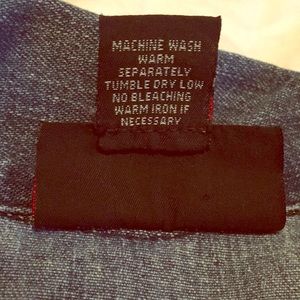 MACHINE WASH
WARM
SEPARATELY
TUMBLE DRY LOW
NO BLEACHING
WARM IRON IF
NECESSARY